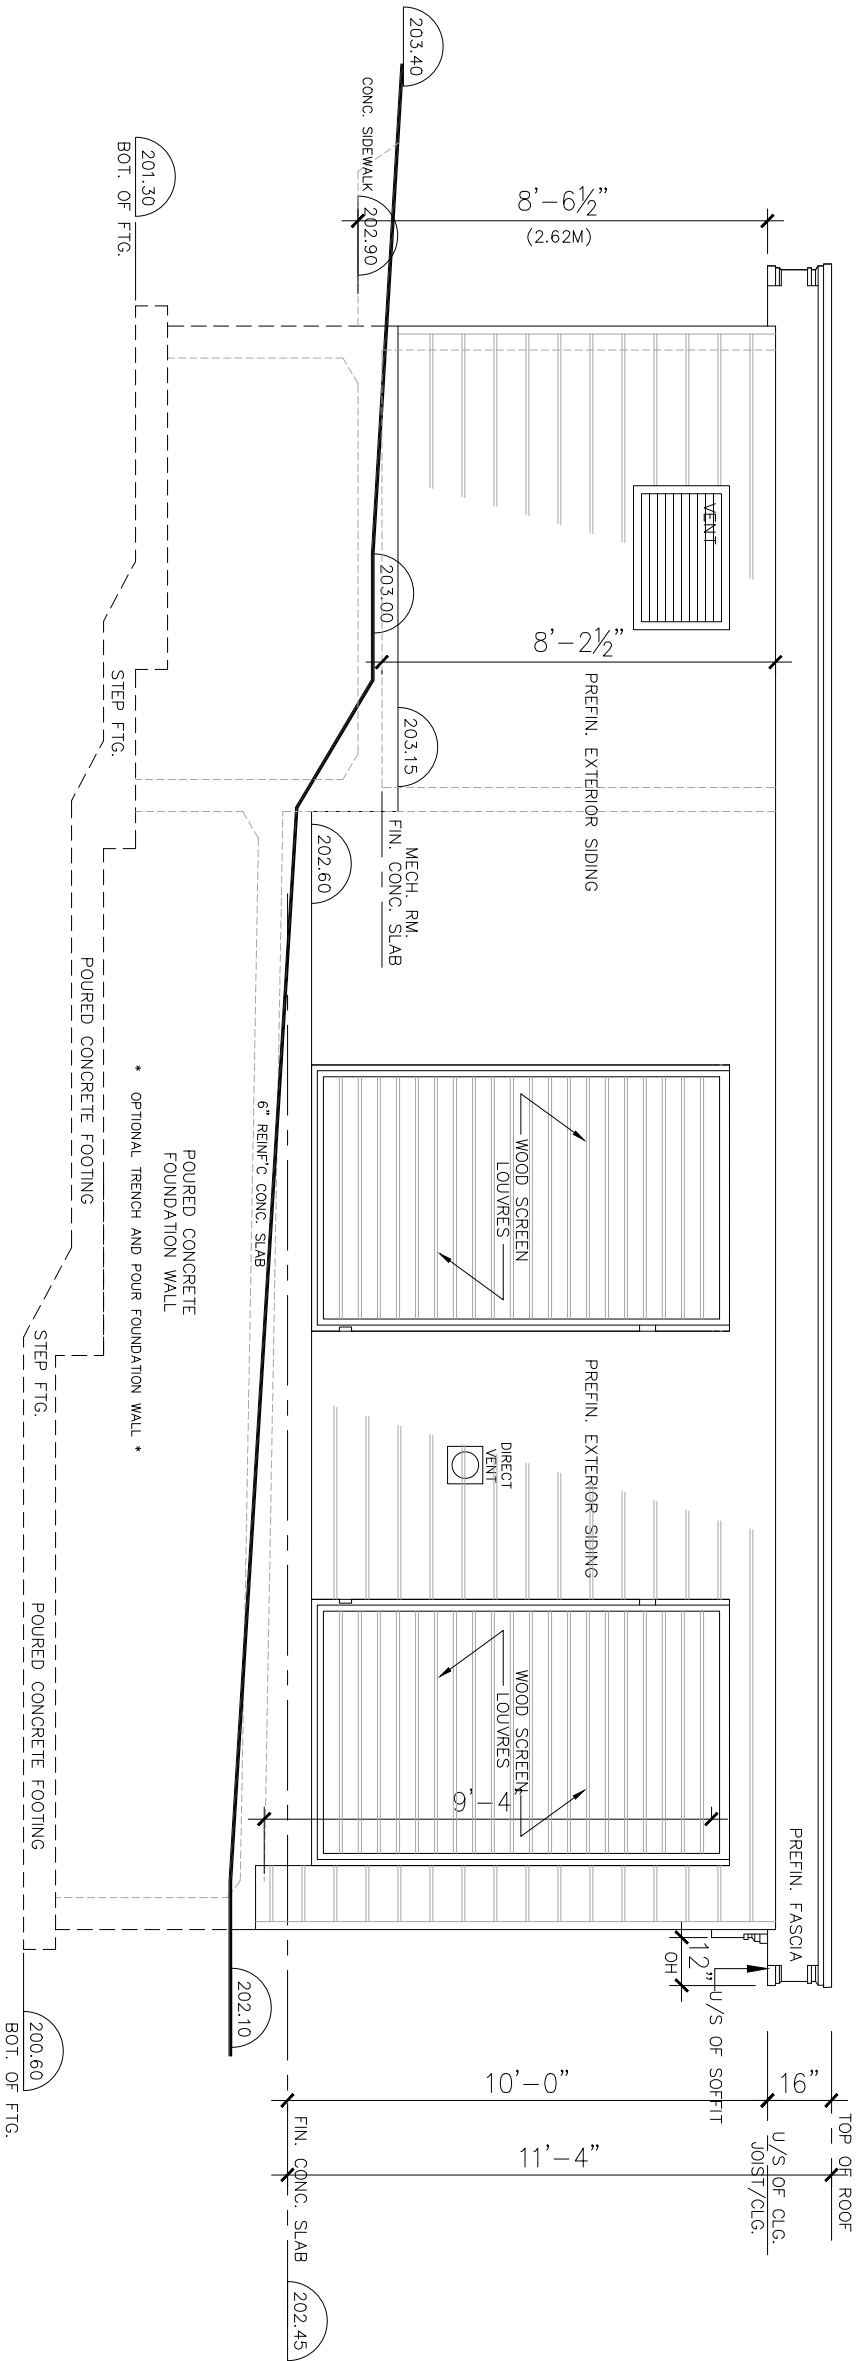 203.40
CONC. SIDEWALK
202.90
201.30
BOT. OF FTG.
8'-6½"
(2.62M)
VENT
203.00
8'-2½"
PREFIN. EXTERIOR SIDING
203.15
STEP FTG.
MECH. RM.
FIN. CONC. SLAB
202.60
POURED CONCRETE FOOTING
* OPTIONAL TRENCH AND POUR FOUNDATION WALL *
POURED CONCRETE
FOUNDATION WALL
6" REINF'C CONC. SLAB
WOOD SCREEN
LOUVRES
STEP FTG.
PREFIN. EXTERIOR SIDING
DIRECT
VENT
POURED CONCRETE FOOTING
WOOD SCREEN
LOUVRES
9'-4"
PREFIN. FASCIA
12"
OH
U/S OF SOFFIT
202.10
200.60
BOT. OF FTG.
10'-0"
16"
11'-4"
TOP OF ROOF
U/S OF CLG.
JOIST/CLG.
FIN. CONC. SLAB
202.45